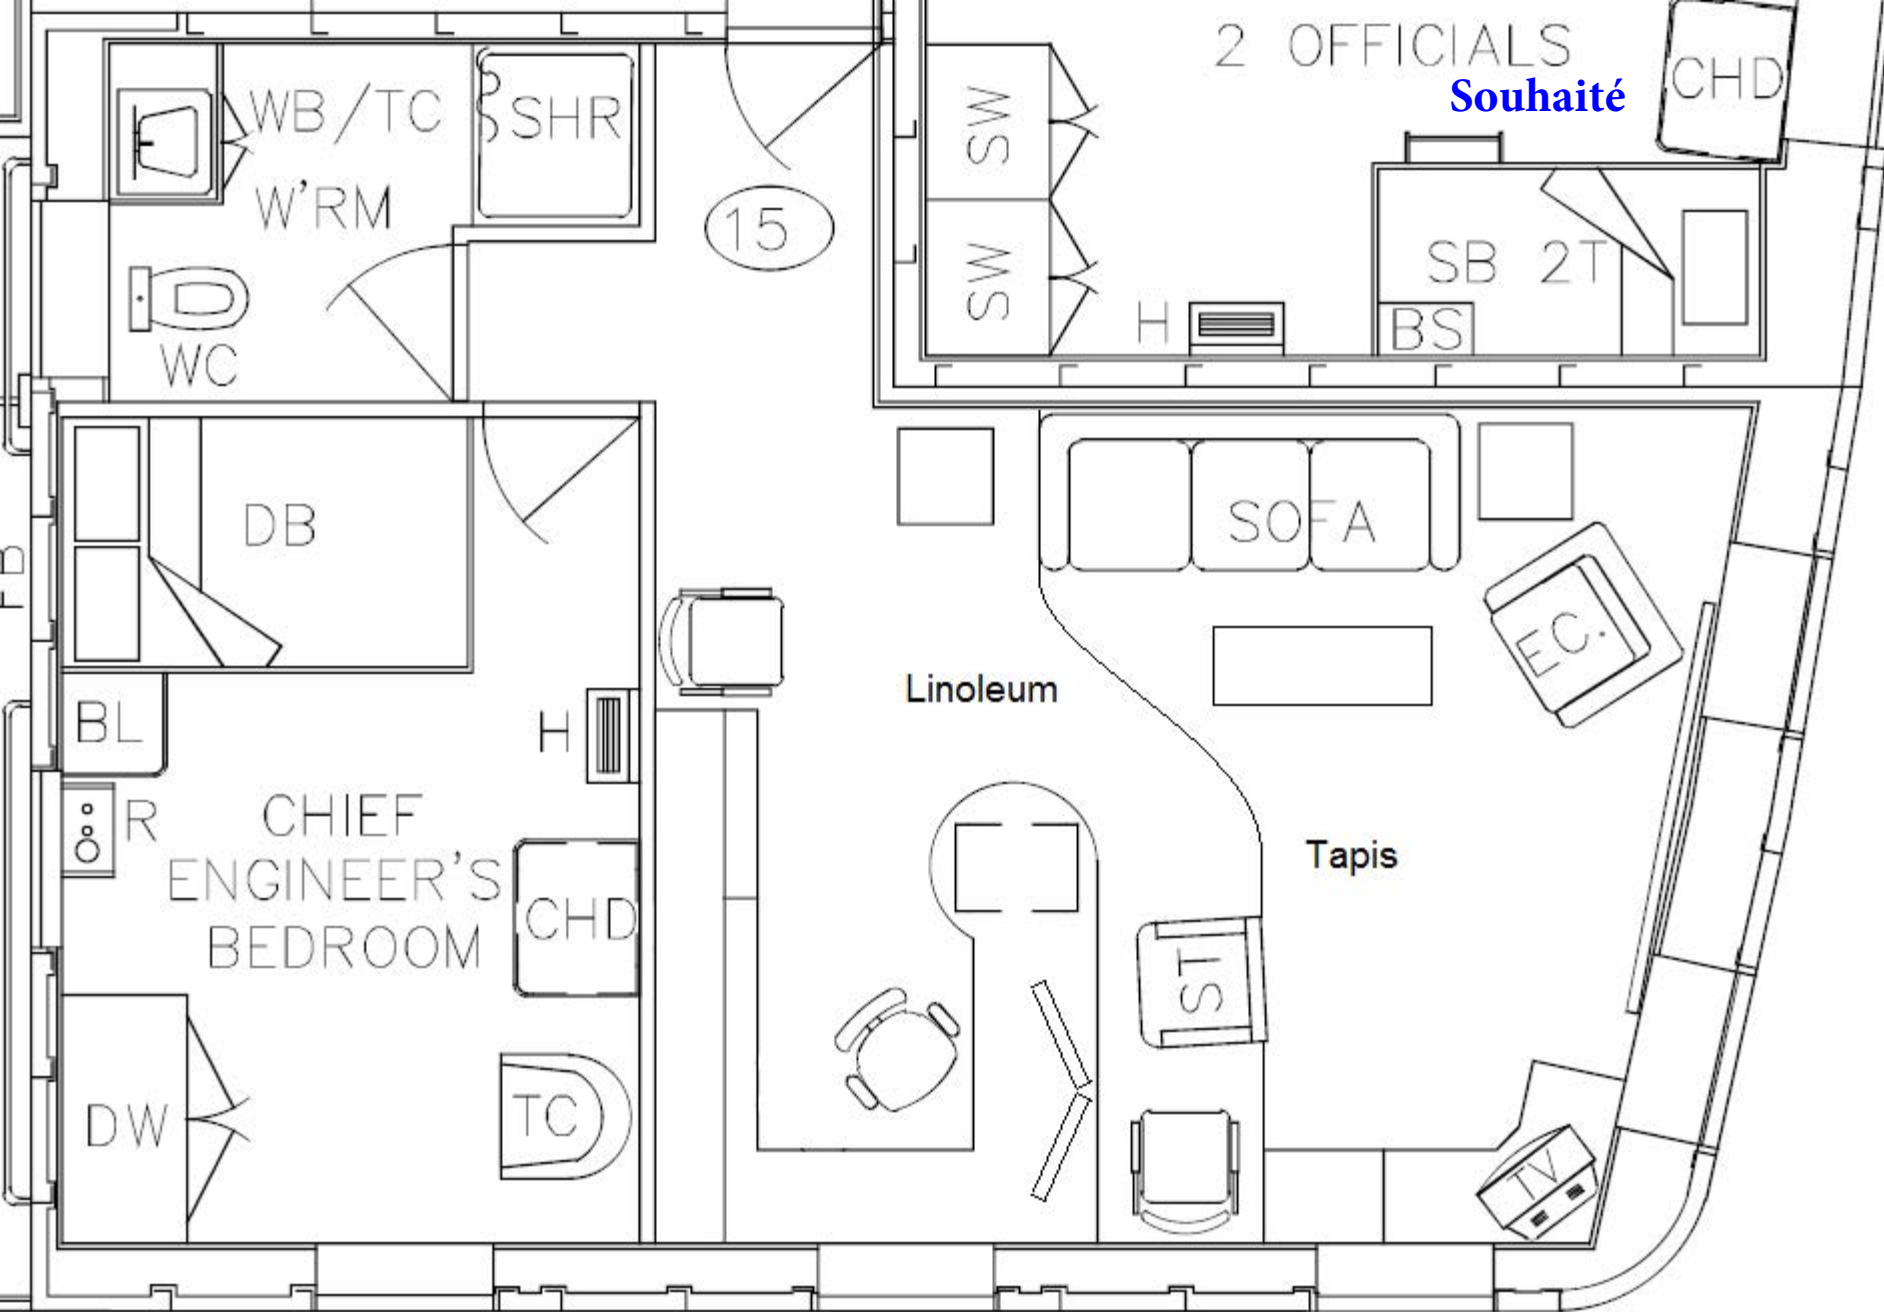 2 OFFICIALS
Souhaité
CHD
WB/TC
W'RM
SHR
SW
15
SW
SB 2T
H
BS
WC
DB
SOFA
EC.
Linoleum
BL
H
R
CHIEF
ENGINEER'S
BEDROOM
CHD
Tapis
ST
DW
TC
TV